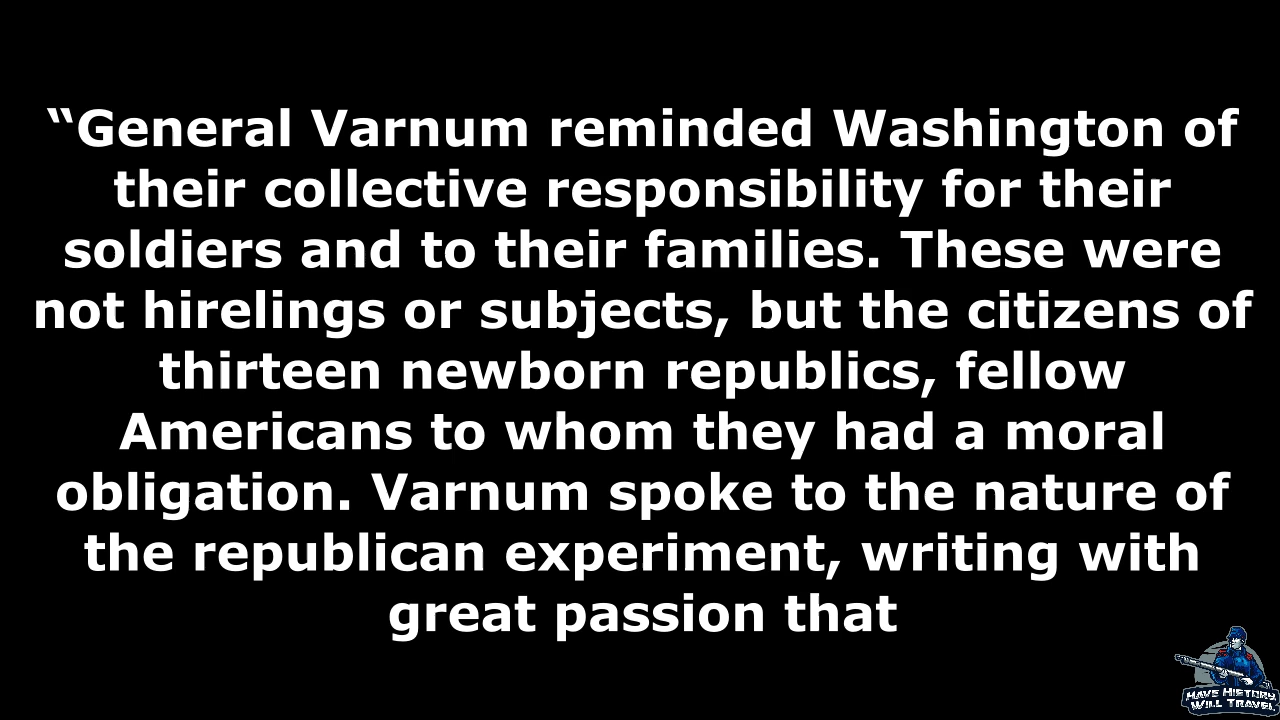 “General Varnum reminded Washington of
their collective responsibility for their
soldiers and to their families. These were
not hirelings or subjects, but the citizens of
thirteen newborn republics, fellow
Americans to whom they had a moral
obligation. Varnum spoke to the nature of
the republican experiment, writing with
great passion that
HAVE HISTORY
WILL TRAVEL